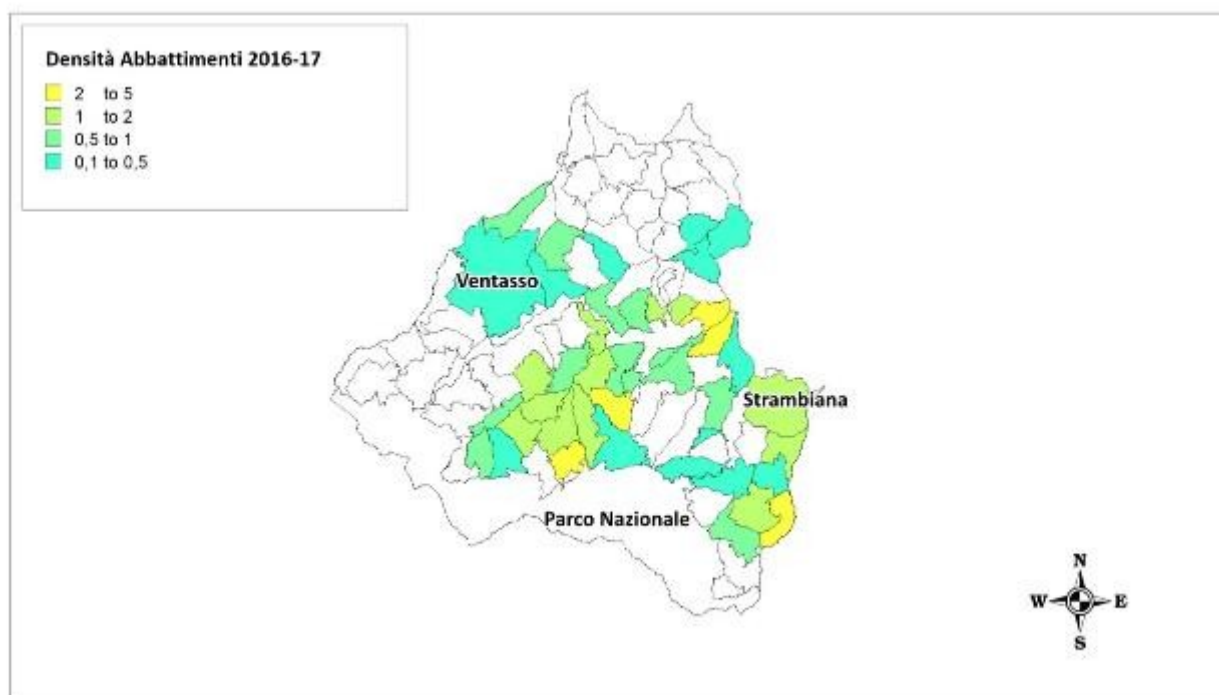 Densità Abbattimenti 2016-17
2 to 5
1 to 2
0,5 to 1
0,1 to 0,5
Ventasso
Strambiana
Parco Nazionale
N
W E
S